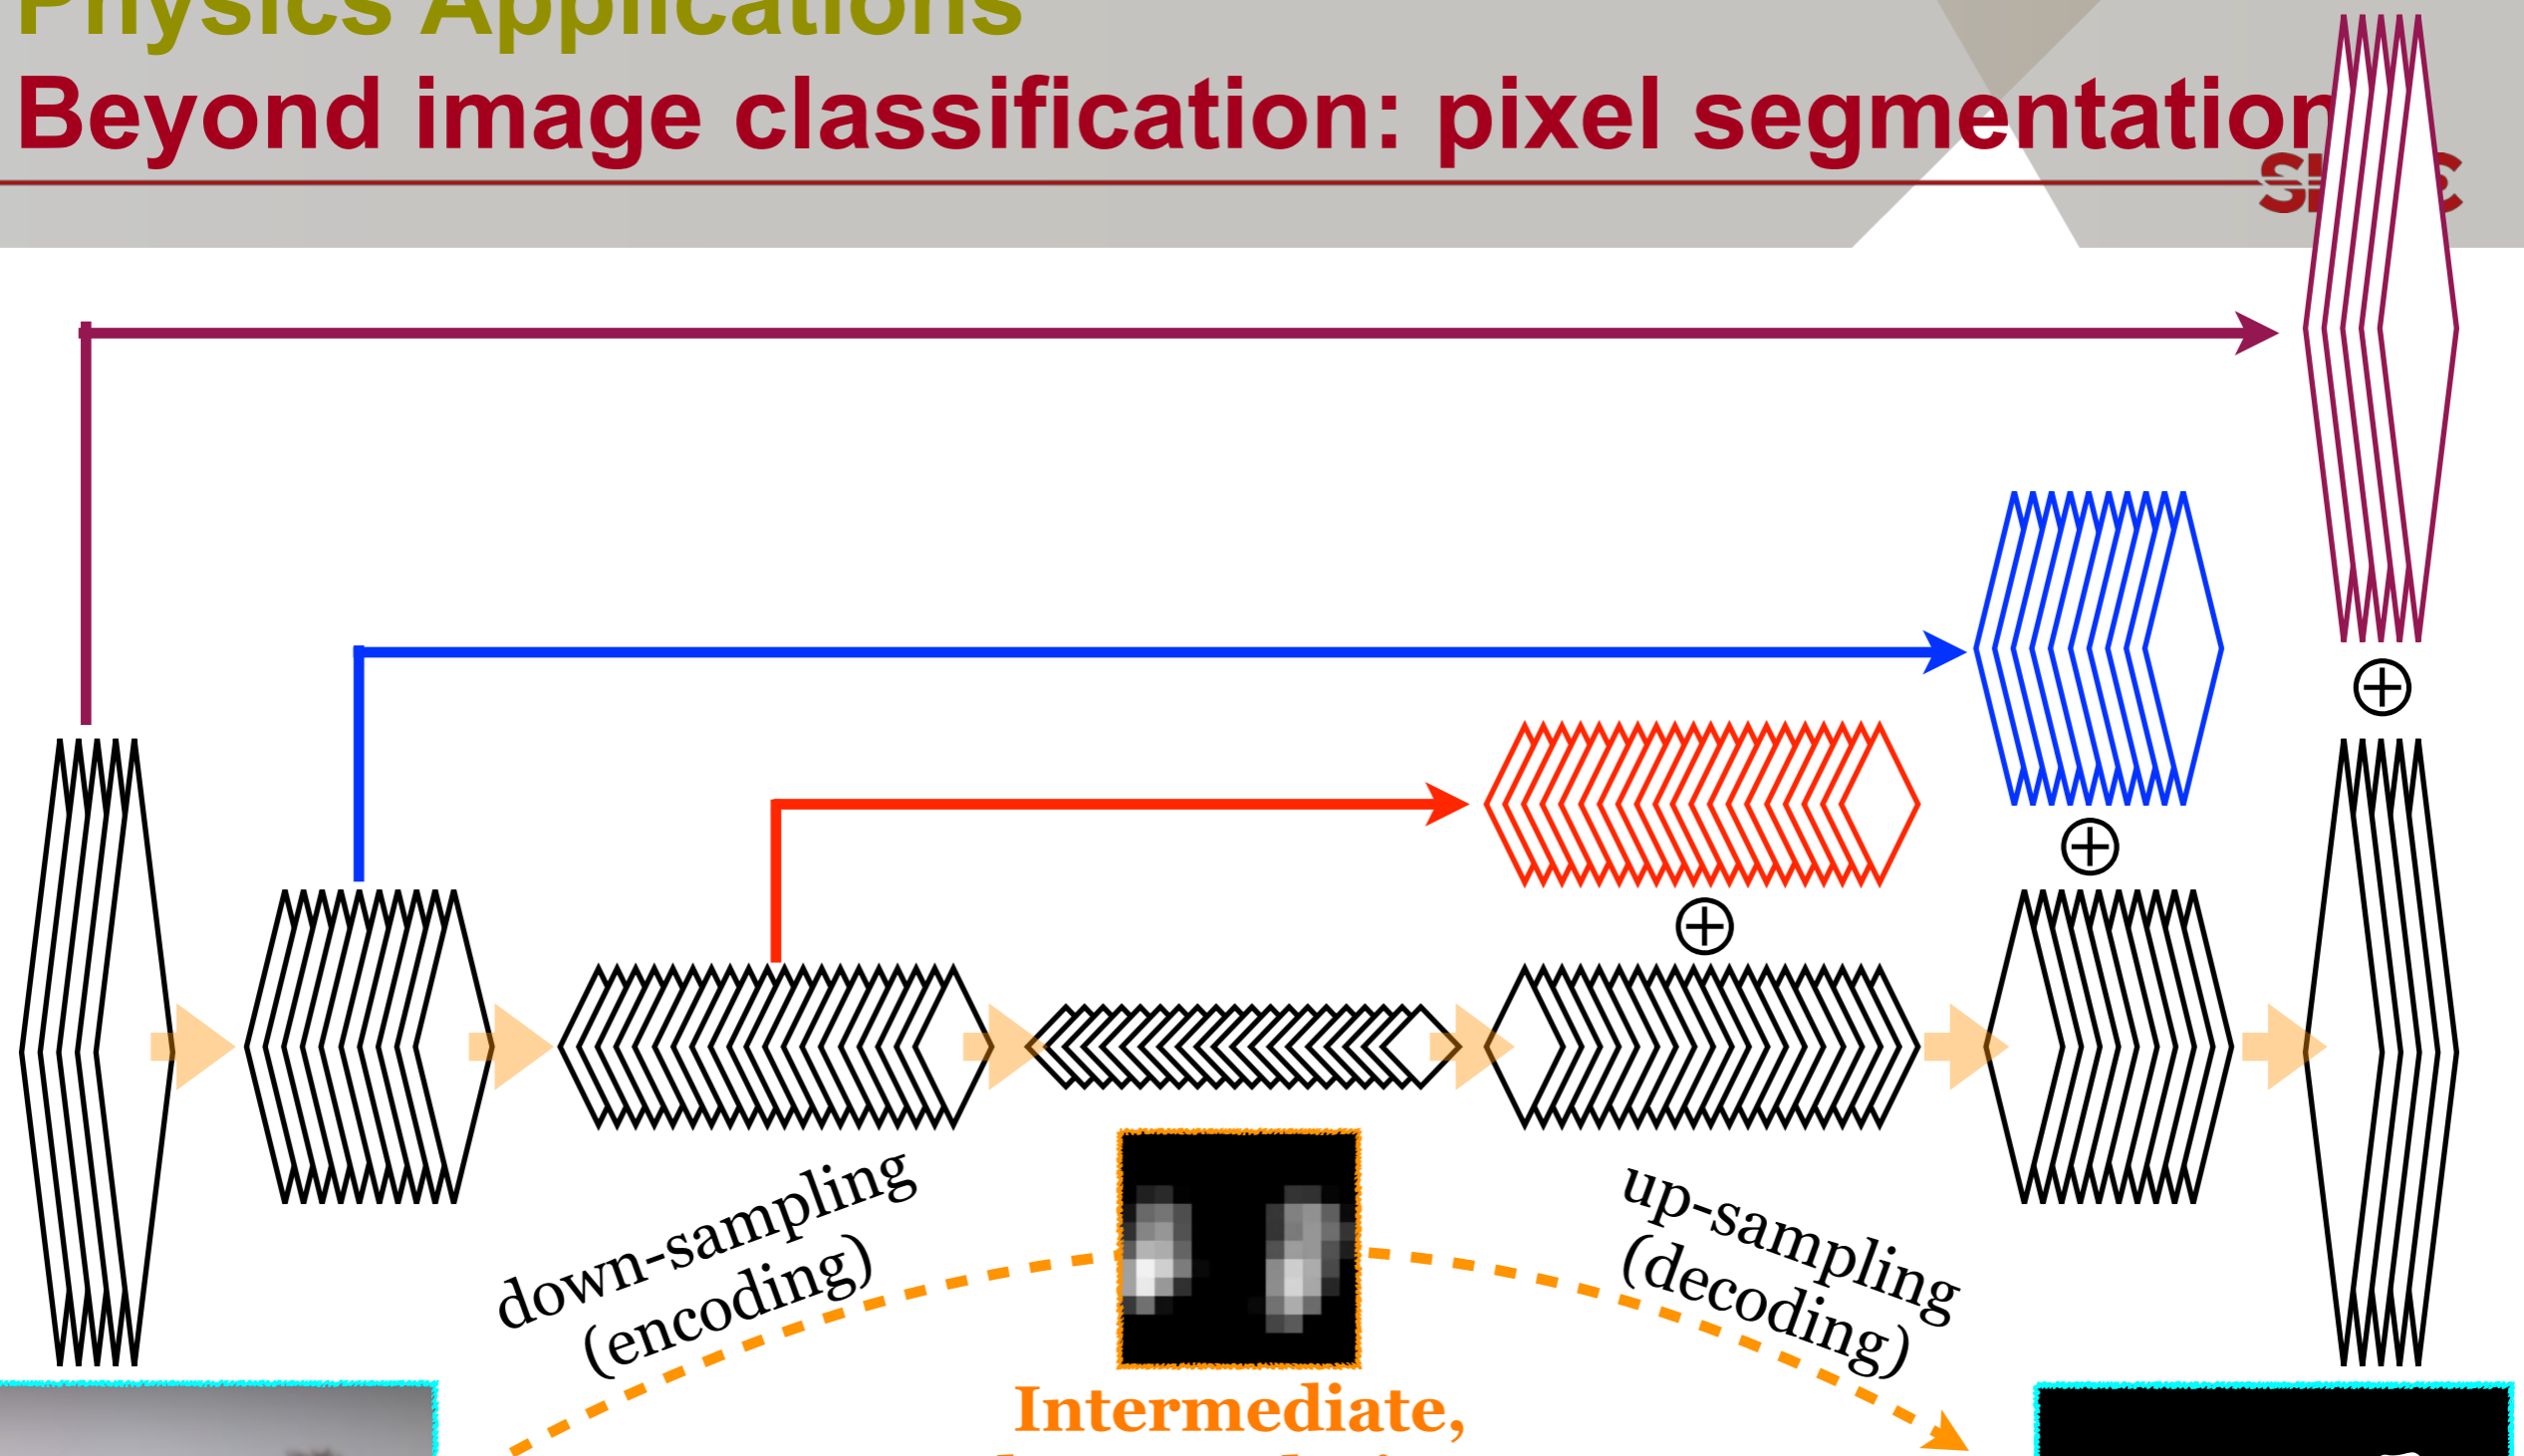 Physics Applications
Beyond image classification: pixel segmentation
down-sampling
(encoding)
up-sampling
(decoding)
Intermediate,